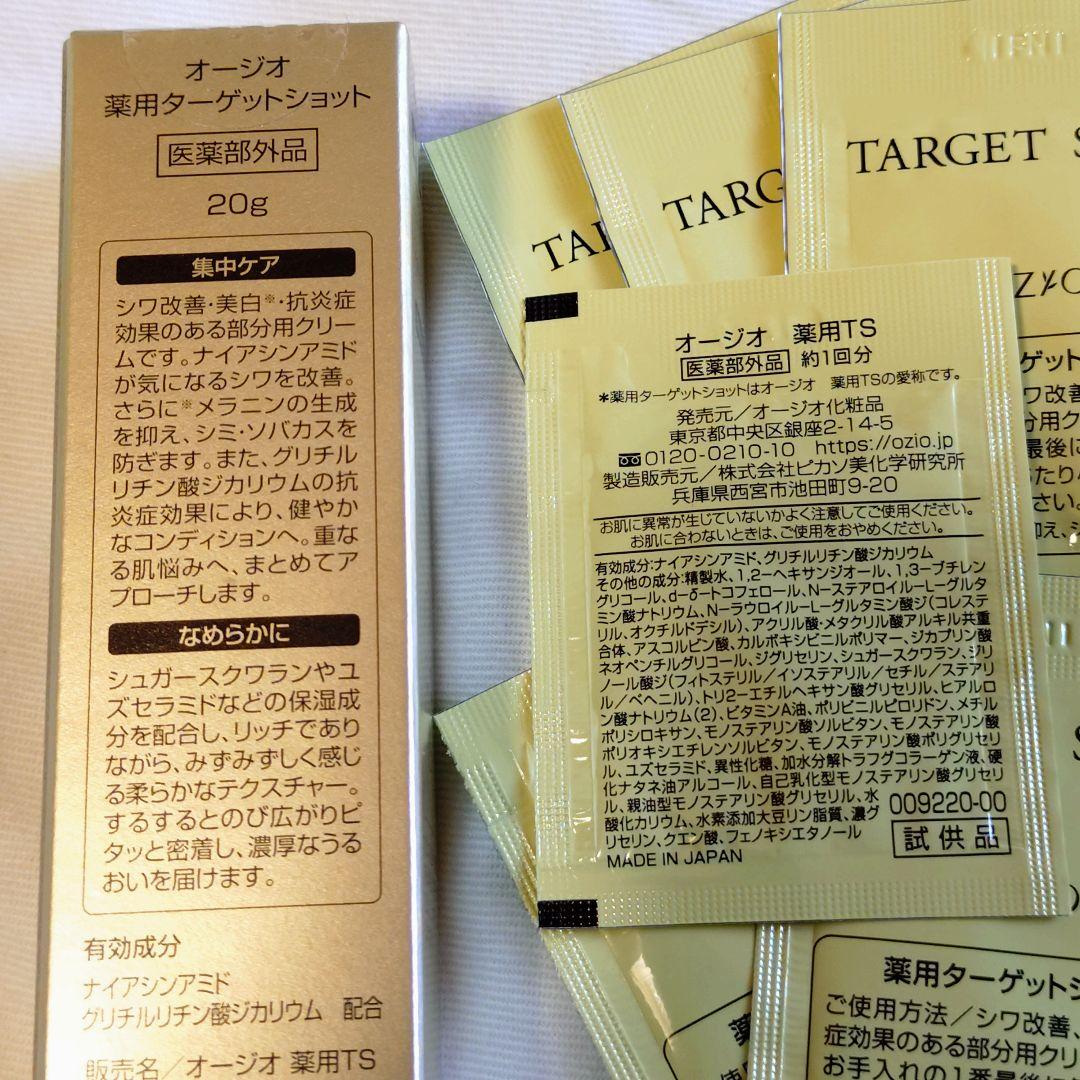 オージオ
薬用ターゲットショット
医薬部外品
20g
集中ケア
シワ改善・美白※・抗炎症
効果のある部分用クリー
ムです。ナイアシンアミド
が気になるシワを改善。
さらに※メラニンの生成
を抑え、シミ・ソバカスを
防ぎます。また、グリチル
リチン酸ジカリウムの抗
炎症効果により、健やか
なコンディションへ。重な
る肌悩みへ、まとめてア
プローチします。
なめらかに
シュガースクワランやユ
ズセラミドなどの保湿成
分を配合し、リッチであり
ながら、みずみずしく感じ
る柔らかなテクスチャー。
するするとのび広がりピ
タッと密着し、濃厚なうる
おいを届けます。
有効成分
ナイアシンアミド
グリチルリチン酸ジカリウム 配合
販売名/オージオ 薬用TS
TARGET S
TARG
TAI
オージオ 薬用TS
医薬部外品 約1回分
*薬用ターゲットショットはオージオ 薬用TSの愛称です。
発売元/オージオ化粧品
東京都中央区銀座2-14-5
0120-0210-10 https://ozio.jp
製造販売元/株式会社ピカソ美化学研究所
兵庫県西宮市池田町9-20
お肌に異常が生じていないかよく注意してご使用ください。
お肌に合わないときは、ご使用をおやめください。
有効成分:ナイアシンアミド、グリチルリチン酸ジカリウム
その他の成分:精製水、1,2-ヘキサンジオール、1,3-ブチレン
グリコール、d-δ-トコフェロール、N-ステアロイル-L-グルタ
ミン酸ナトリウム、N-ラウロイル-L-グルタミン酸ジ(コレステ
リル、オクチルドデシル)、アクリル酸・メタクリル酸アルキル共重
合体、アスコルビン酸、カルボキシビニルポリマー、ジカプリン酸
ネオペンチルグリコール、ジグリセリン、シュガースクワラン、ジリ
ノール酸ジ(フィトステリル/イソステアリル/セチル/ステアリ
ル/ベヘニル)、トリ2-エチルヘキサン酸グリセリル、ヒアルロ
ン酸ナトリウム(2)、ビタミンA油、ポリビニルピロリドン、メチル
ポリシロキサン、モノステアリン酸ソルビタン、モノステアリン酸
ポリオキシエチレンソルビタン、モノステアリン酸ポリグリセリ
ル、ユズセラミド、異性化糖、加水分解トラフグコラーゲン液、硬
化ナタネ油アルコール、自己乳化型モノステアリン酸グリセリ
ル、親油型モノステアリン酸グリセリル、水
酸化カリウム、水素添加大豆リン脂質、濃グ
リセリン、クエン酸、フェノキシエタノール
MADE IN JAPAN
009220-00
試供品
薬用ターゲットシ
ご使用方法/シワ改善、
症効果のある部分用クリ
お手入れの1番最後に